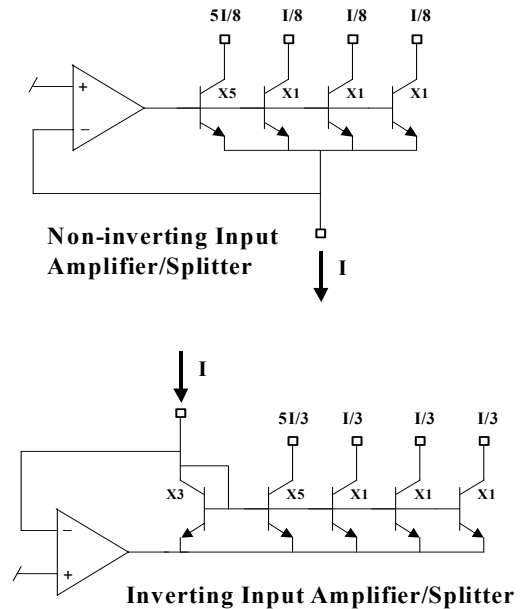 5I/8 I/8 I/8 I/8
X5 X1 X1 X1
+
−
Non-inverting Input
Amplifier/Splitter
I
I
5I/3 I/3 I/3 I/3
X3 X5 X1 X1 X1
−
+
Inverting Input Amplifier/Splitter